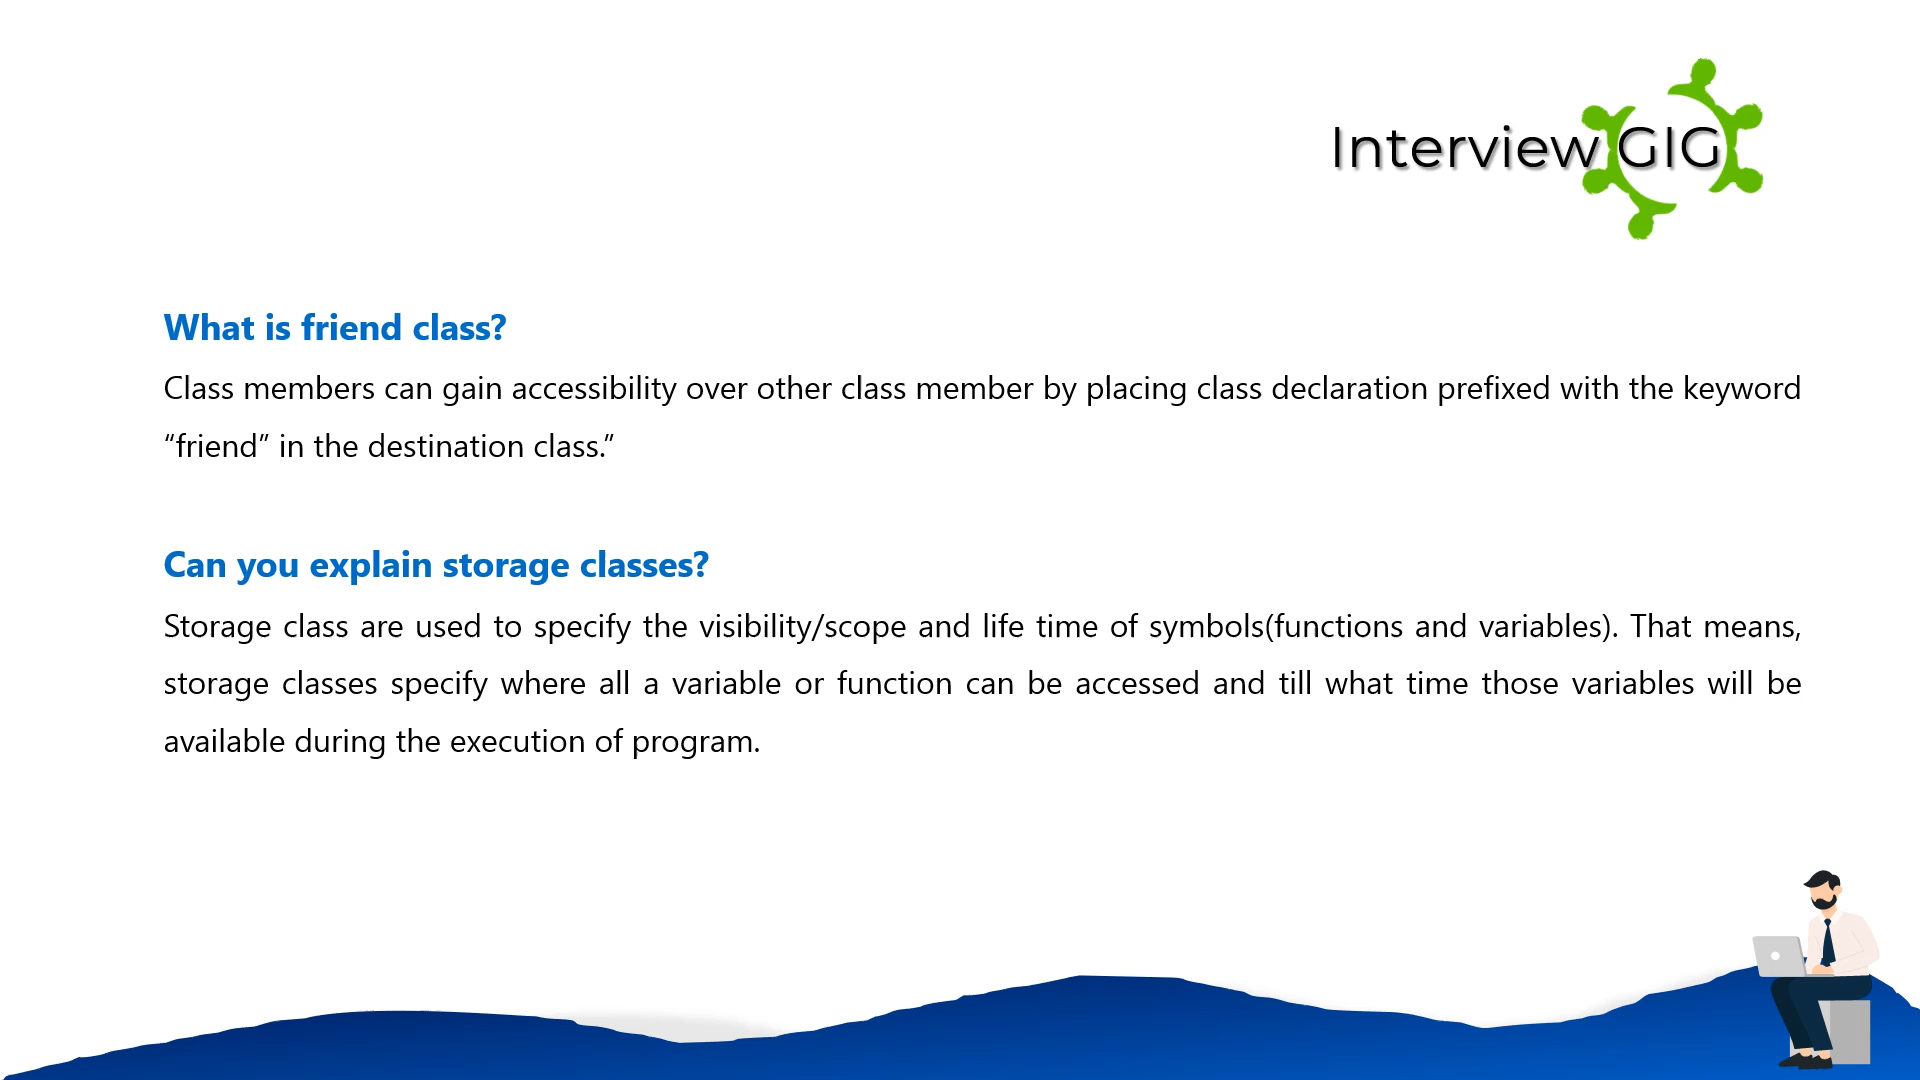 Interview GIG
What is friend class?
Class members can gain accessibility over other class member by placing class declaration prefixed with the keyword
“friend” in the destination class.”
Can you explain storage classes?
Storage class are used to specify the visibility/scope and life time of symbols(functions and variables). That means,
storage classes specify where all a variable or function can be accessed and till what time those variables will be
available during the execution of program.